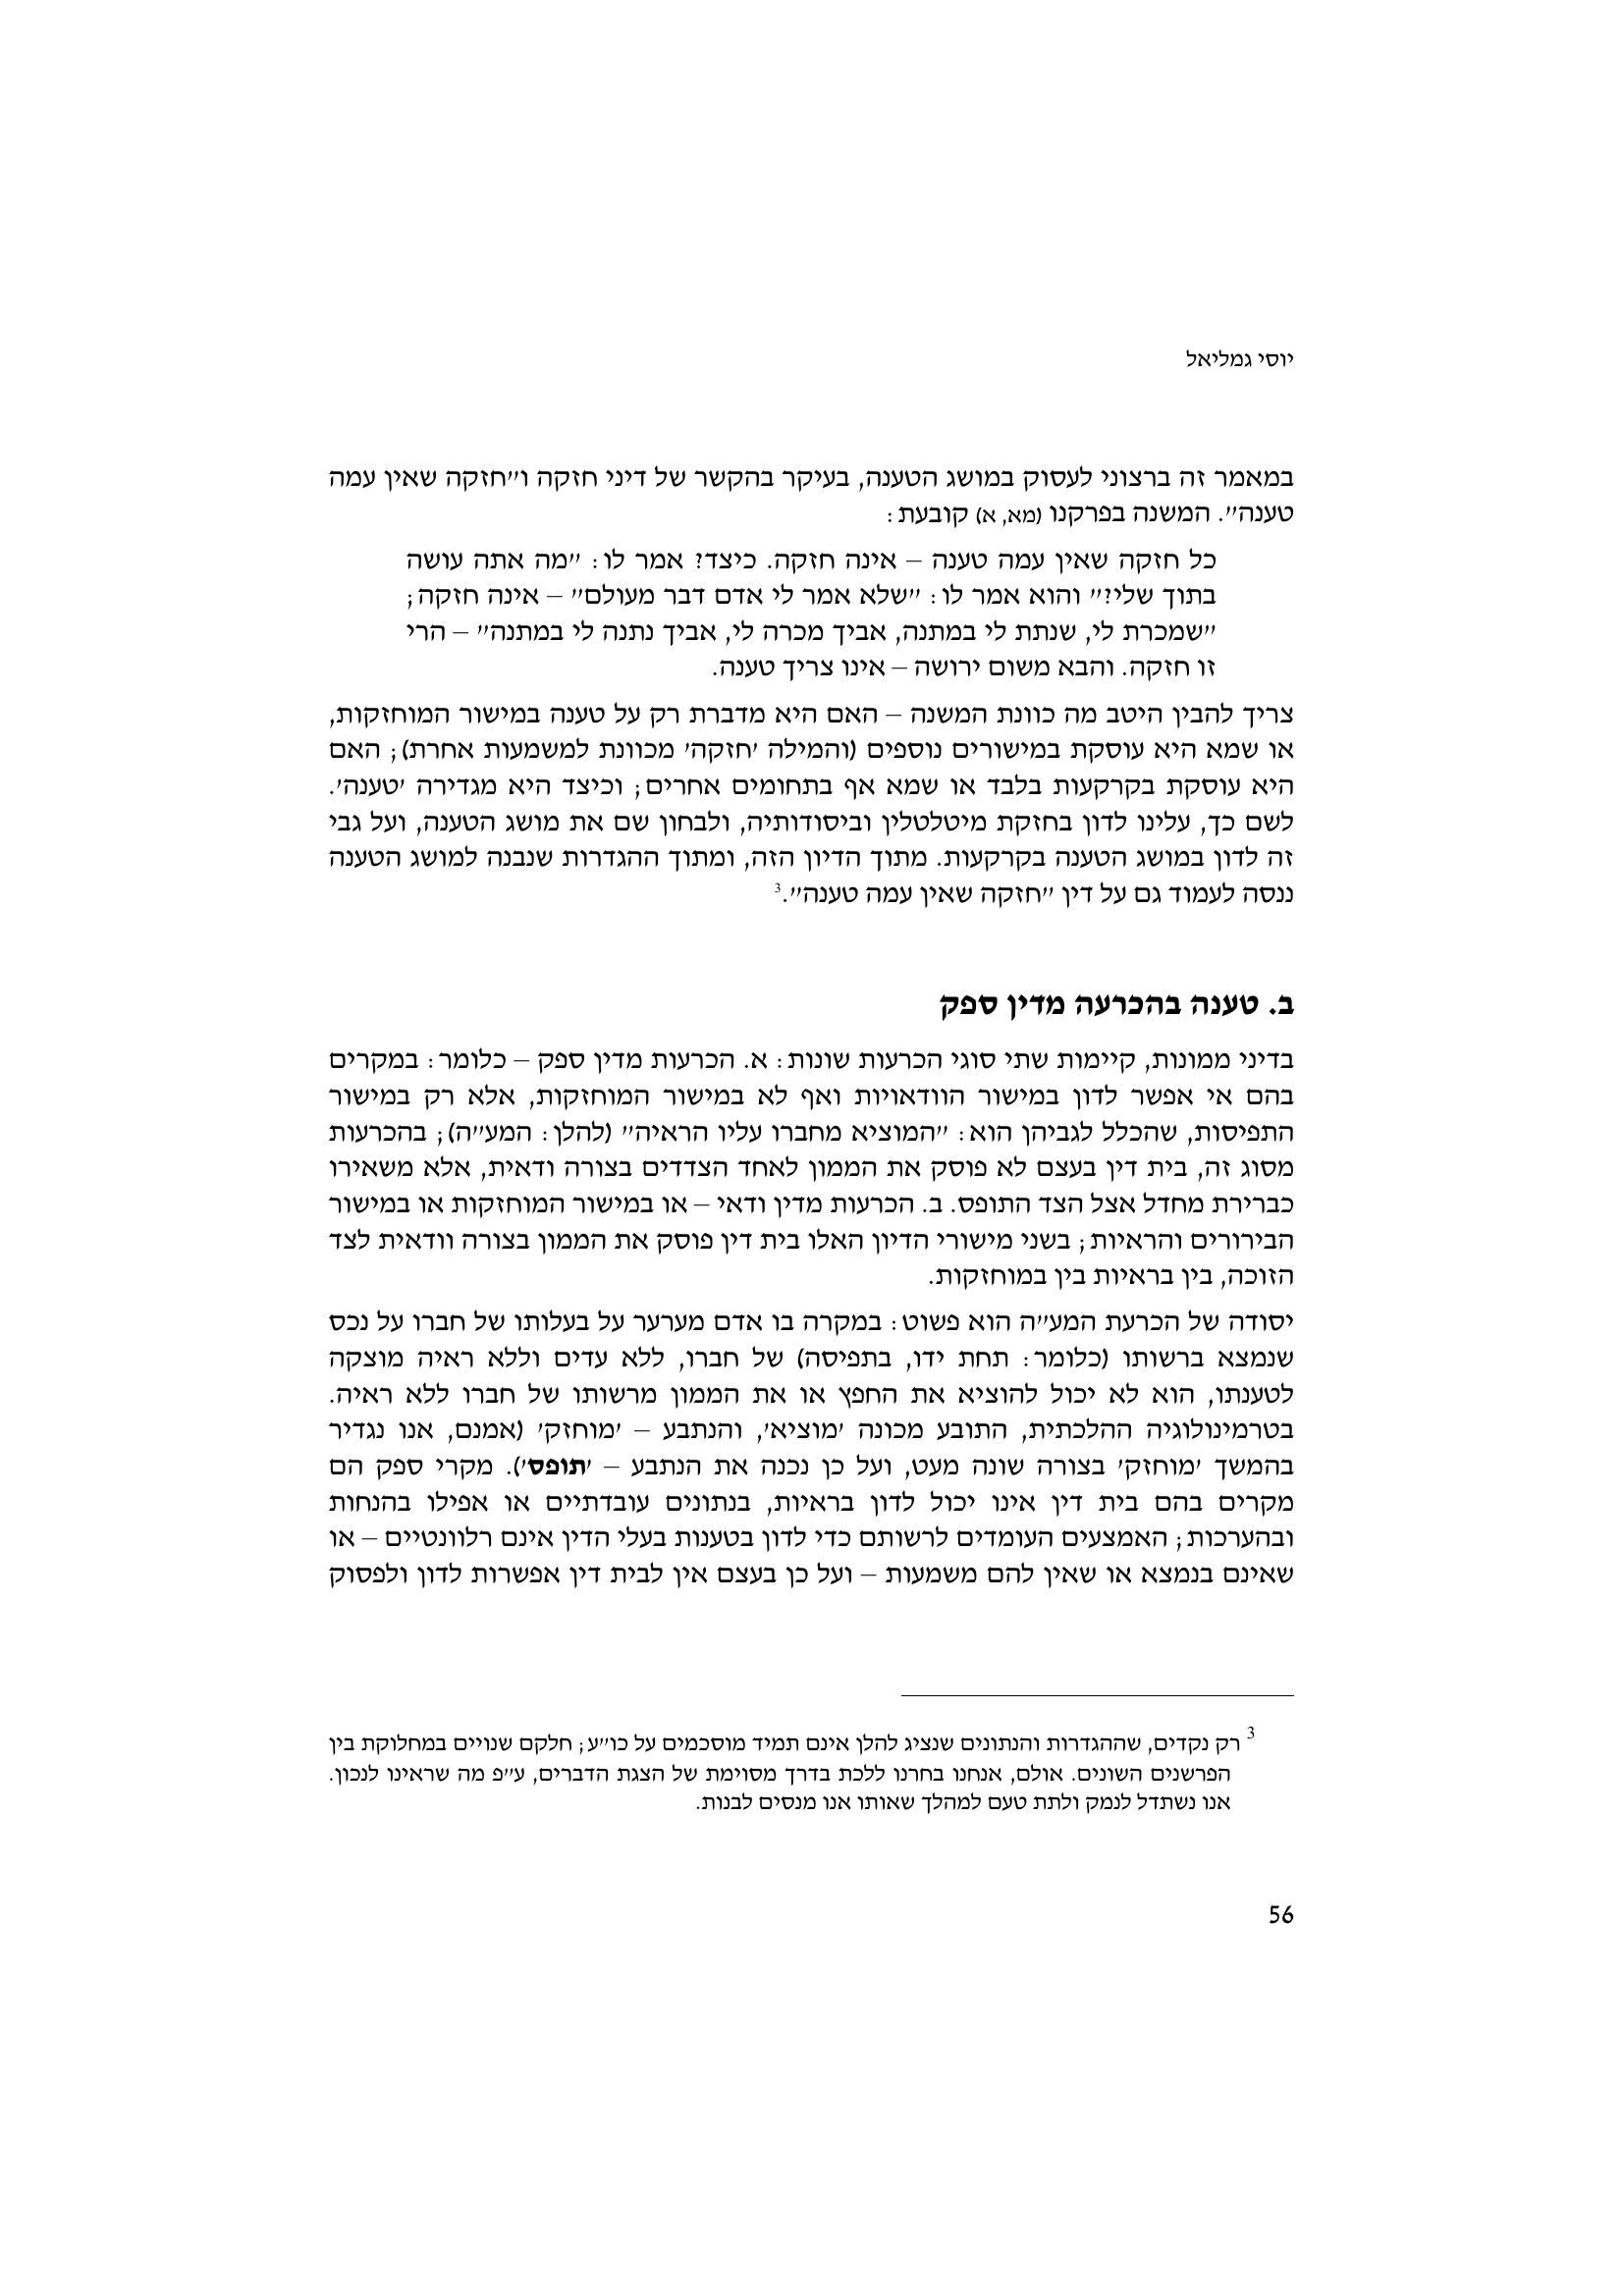 יוסי גמליאל
במאמר זה ברצוני לעסוק במושג הטענה, בעיקר בהקשר של דיני חזקה ו״חזקה שאין עמה
טענה״. המשנה בפרקנו (מא, א) קובעת:
כל חזקה שאין עמה טענה – אינה חזקה. כיצד? אמר לו: ״מה אתה עושה
בתוך שלי?״ והוא אמר לו: ״שלא אמר לי אדם דבר מעולם״ – אינה חזקה;
״שמכרת לי, שנתת לי במתנה, אביך מכרה לי, אביך נתנה לי במתנה״ – הרי
זו חזקה. והבא משום ירושה – אינו צריך טענה.
צריך להבין היטב מה כוונת המשנה – האם היא מדברת רק על טענה במישור המוחזקות,
או שמא היא עוסקת במישורים נוספים (והמילה ׳חזקה׳ מכוונת למשמעות אחרת); האם
היא עוסקת בקרקעות בלבד או שמא אף בתחומים אחרים; וכיצד היא מגדירה ׳טענה׳.
לשם כך, עלינו לדון בחזקת מיטלטלין וביסודותיה, ולבחון שם את מושג הטענה, ועל גבי
זה לדון במושג הטענה בקרקעות. מתוך הדיון הזה, ומתוך ההגדרות שנבנה למושג הטענה
ננסה לעמוד גם על דין ״חזקה שאין עמה טענה״.3
ב. טענה בהכרעה מדין ספק
בדיני ממונות, קיימות שתי סוגי הכרעות שונות: א. הכרעות מדין ספק – כלומר: במקרים
בהם אי אפשר לדון במישור הוודאויות ואף לא במישור המוחזקות, אלא רק במישור
התפיסות, שהכלל לגביהן הוא: ״המוציא מחברו עליו הראיה״ (להלן: המע״ה); בהכרעות
מסוג זה, בית דין בעצם לא פוסק את הממון לאחד הצדדים בצורה ודאית, אלא משאירו
כברירת מחדל אצל הצד התופס. ב. הכרעות מדין ודאי – או במישור המוחזקות או במישור
הבירורים והראיות; בשני מישורי הדיון האלו בית דין פוסק את הממון בצורה וודאית לצד
הזוכה, בין בראיות בין במוחזקות.
יסודה של הכרעת המע״ה הוא פשוט: במקרה בו אדם מערער על בעלותו של חברו על נכס
שנמצא ברשותו (כלומר: תחת ידו, בתפיסה) של חברו, ללא עדים וללא ראיה מוצקה
לטענתו, הוא לא יכול להוציא את החפץ או את הממון מרשותו של חברו ללא ראיה.
בטרמינולוגיה ההלכתית, התובע מכונה ׳מוציא׳, והנתבע – ׳מוחזק׳ (אמנם, אנו נגדיר
בהמשך ׳מוחזק׳ בצורה שונה מעט, ועל כן נכנה את הנתבע – ׳תופס׳). מקרי ספק הם
מקרים בהם בית דין אינו יכול לדון בראיות, בנתונים עובדתיים או אפילו בהנחות
ובהערכות; האמצעים העומדים לרשותם כדי לדון בטענות בעלי הדין אינם רלוונטיים – או
שאינם בנמצא או שאין להם משמעות – ועל כן בעצם אין לבית דין אפשרות לדון ולפסוק
3 רק נקדים, שההגדרות והנתונים שנציג להלן אינם תמיד מוסכמים על כו״ע; חלקם שנויים במחלוקת בין
הפרשנים השונים. אולם, אנחנו בחרנו ללכת בדרך מסוימת של הצגת הדברים, ע״פ מה שראינו לנכון.
אנו נשתדל לנמק ולתת טעם למהלך שאותו אנו מנסים לבנות.
56